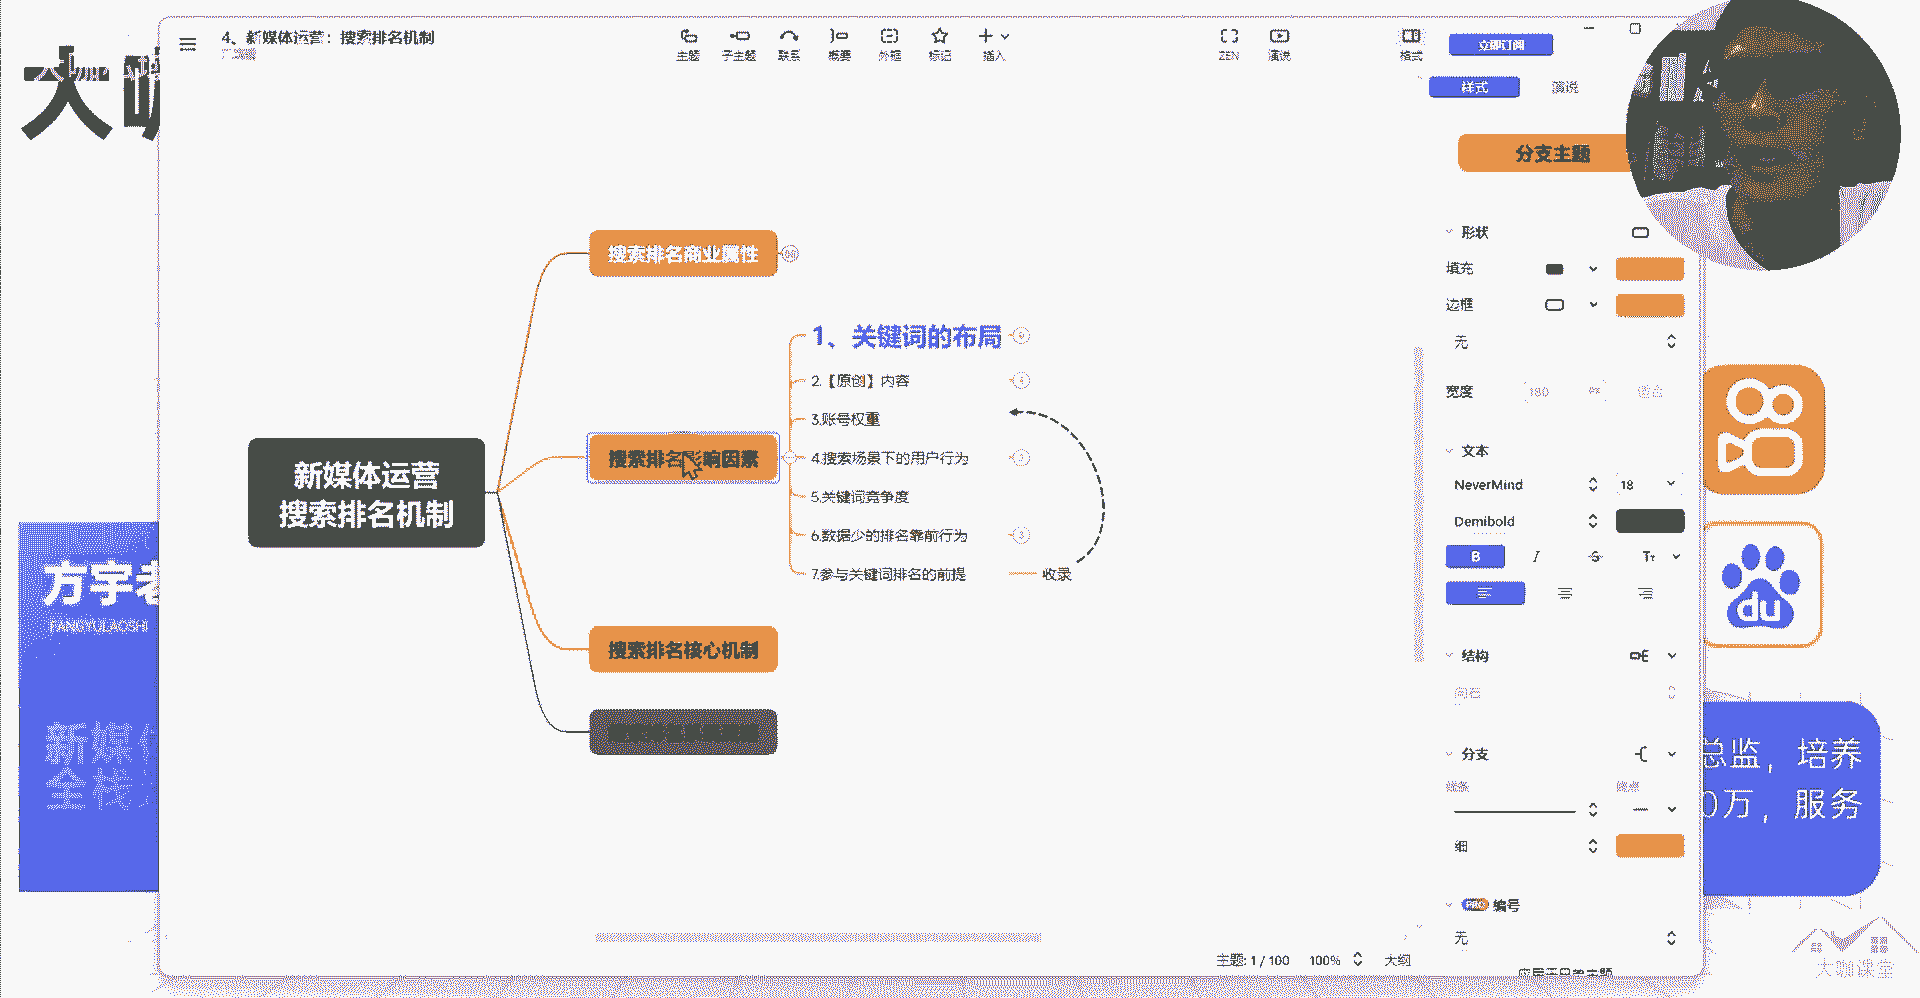 4、新媒体运营：搜索排名机制
主题
子主题
联系
概要
外框
标记
插入
ZEN
演说
格式
立即订阅
样式
演说
大咖
分支主题
搜索排名商业属性
形状
填充
边框
无
1、关键词的布局
2.【原创】内容
3.账号权重
4.搜索场景下的用户行为
5.关键词竞争度
6.数据少的排名靠前行为
7.参与关键词排名的前提
收录
宽度
180
px
新媒体运营
搜索排名机制
搜索排名影响因素
文本
NeverMind
18
Demibold
B
I
S
Tт
方宇老
FANGYULAOSHI
du
搜索排名核心机制
结构
新媒体
全栈
分支
总监，培养
0万，服务
细
PRO 编号
无
主题: 1 / 100
100%
大纲
大咖课堂